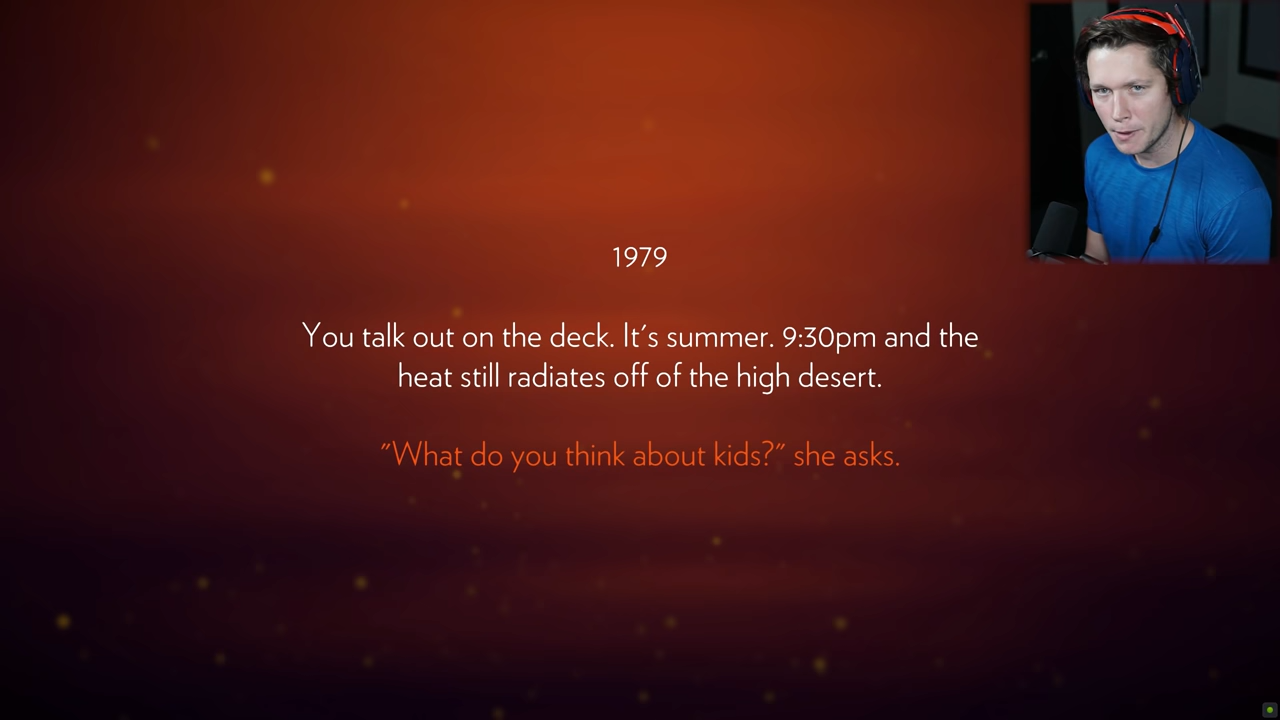 1979
You talk out on the deck. It's summer. 9:30pm and the
heat still radiates off of the high desert.
"What do you think about kids?" she asks.